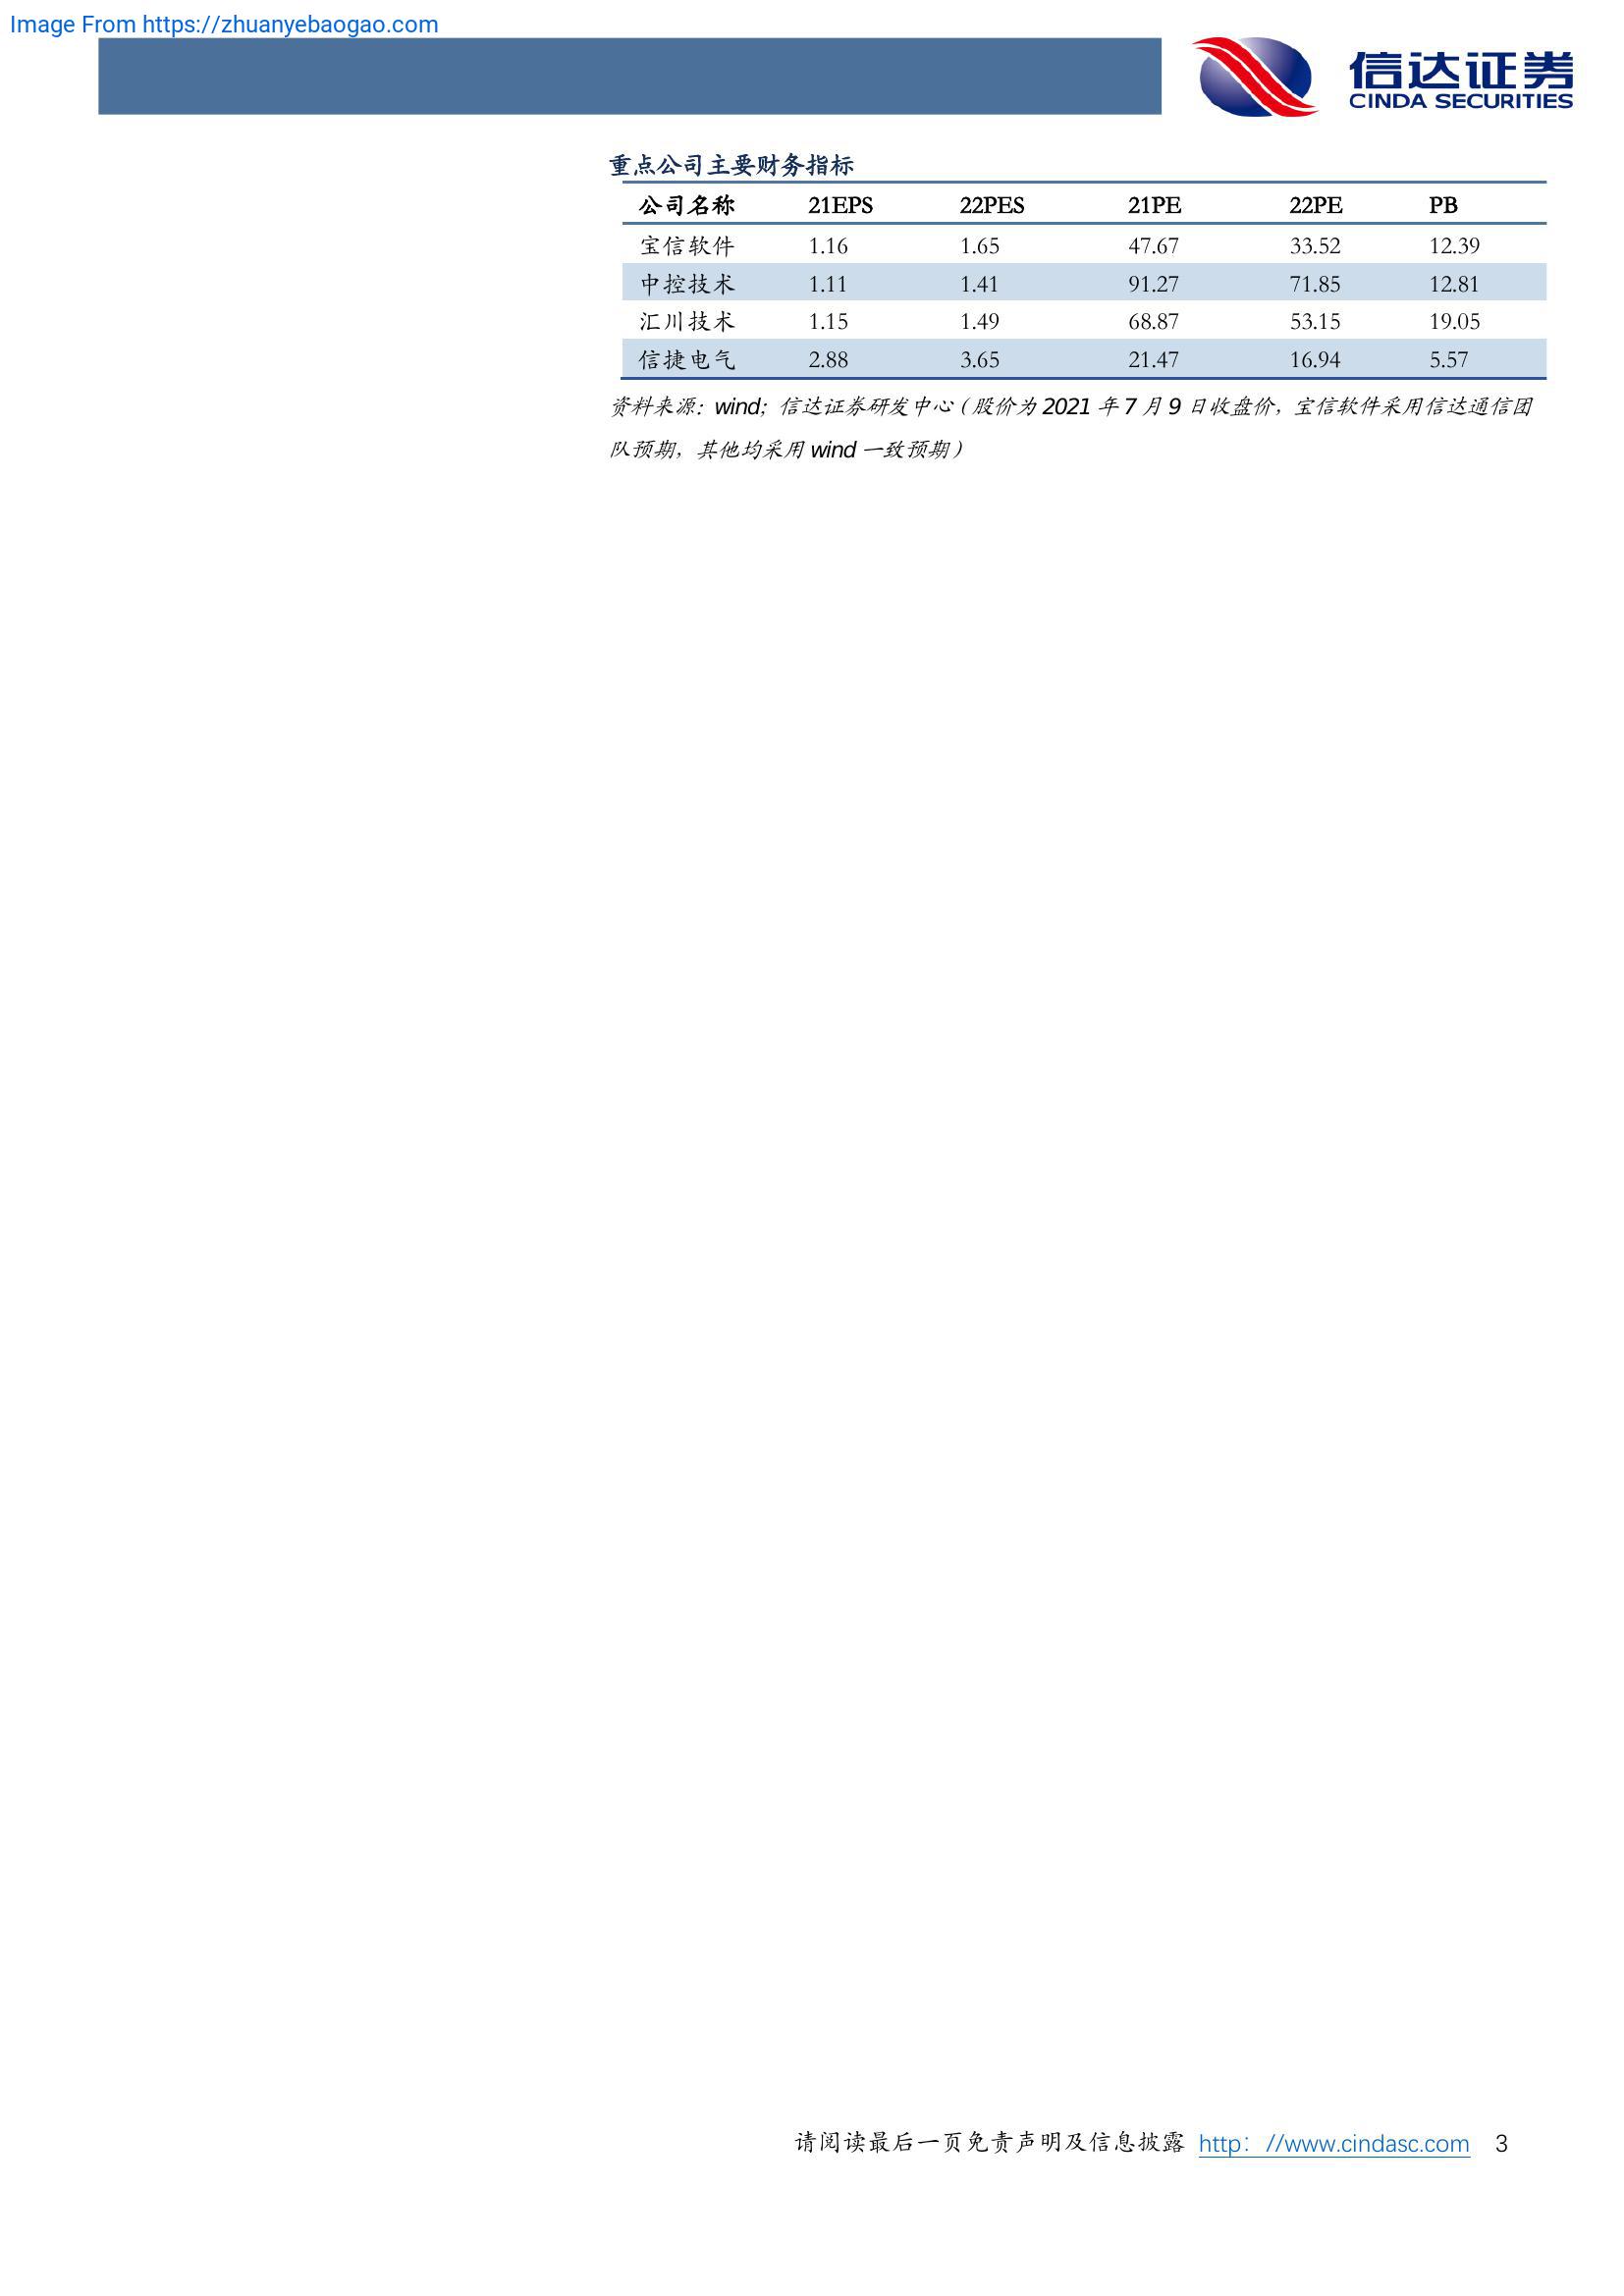 Image From https://zhuanyebaogao.com
信达证券
CINDA SECURITIES
重点公司主要财务指标
公司名称 21EPS 22PES 21PE 22PE PB
宝信软件 1.16 1.65 47.67 33.52 12.39
中控技术 1.11 1.41 91.27 71.85 12.81
汇川技术 1.15 1.49 68.87 53.15 19.05
信捷电气 2.88 3.65 21.47 16.94 5.57
资料来源：wind；信达证券研发中心（股价为 2021 年 7 月 9 日收盘价，宝信软件采用信达通信团
队预期，其他均采用 wind 一致预期）
请阅读最后一页免责声明及信息披露 http：//www.cindasc.com 3